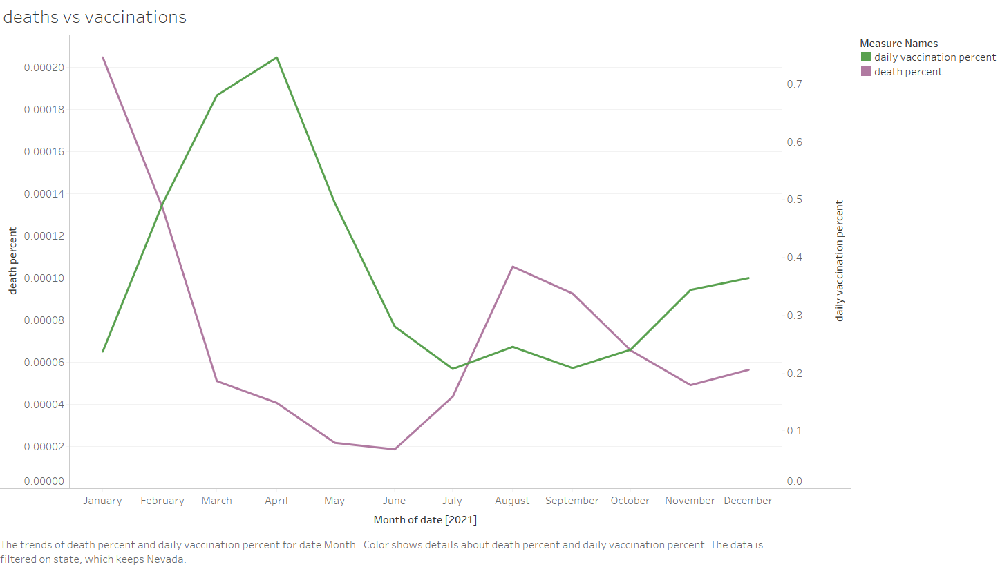 deaths vs vaccinations
Measure Names
daily vaccination percent
death percent
0.00020
0.00018
0.00016
0.00014
0.00012
0.00010
0.00008
0.00006
0.00004
0.00002
0.00000
death percent
0.7
0.6
0.5
0.4
0.3
0.2
0.1
0.0
daily vaccination percent
January February March April May June July August September October November December
Month of date [2021]
The trends of death percent and daily vaccination percent for date Month.  Color shows details about death percent and daily vaccination percent. The data is
filtered on state, which keeps Nevada.